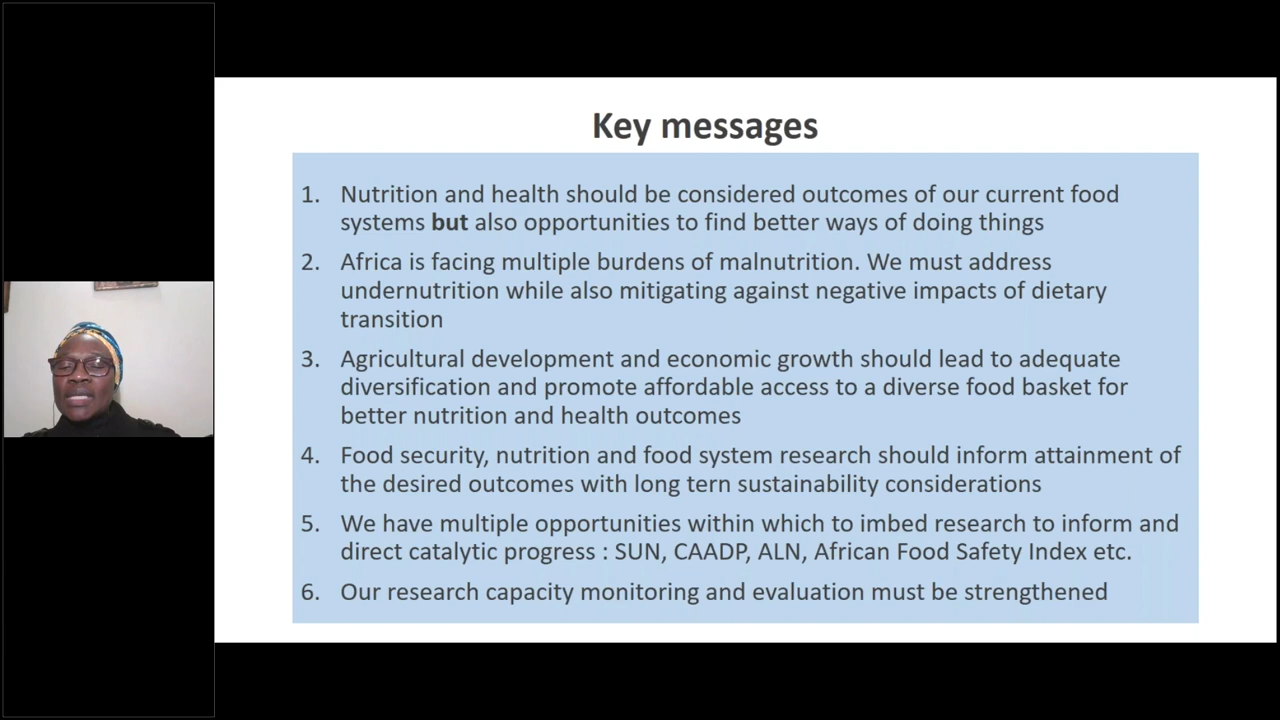 Key messages
1. Nutrition and health should be considered outcomes of our current food
systems but also opportunities to find better ways of doing things
2. Africa is facing multiple burdens of malnutrition. We must address
undernutrition while also mitigating against negative impacts of dietary
transition
3. Agricultural development and economic growth should lead to adequate
diversification and promote affordable access to a diverse food basket for
better nutrition and health outcomes
4. Food security, nutrition and food system research should inform attainment of
the desired outcomes with long tern sustainability considerations
5. We have multiple opportunities within which to imbed research to inform and
direct catalytic progress : SUN, CAADP, ALN, African Food Safety Index etc.
6. Our research capacity monitoring and evaluation must be strengthened